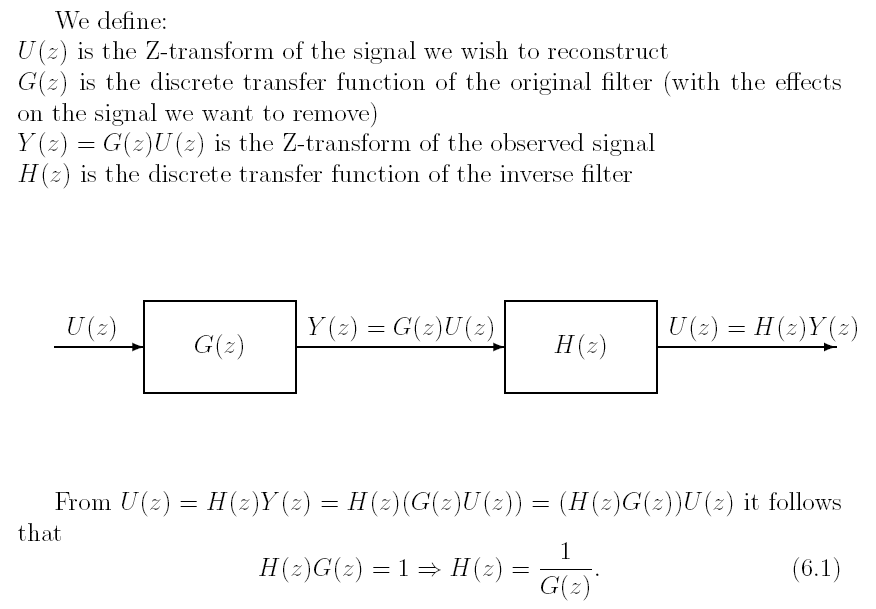 We define:
U(z) is the Z-transform of the signal we wish to reconstruct
G(z) is the discrete transfer function of the original filter (with the effects
on the signal we want to remove)
Y(z) = G(z)U(z) is the Z-transform of the observed signal
H(z) is the discrete transfer function of the inverse filter
U(z)
G(z)
Y(z) = G(z)U(z)
H(z)
U(z) = H(z)Y(z)
From U(z) = H(z)Y(z) = H(z)(G(z)U(z)) = (H(z)G(z))U(z) it follows
that
H(z)G(z) = 1 ⇒ H(z) = 1/G(z). (6.1)